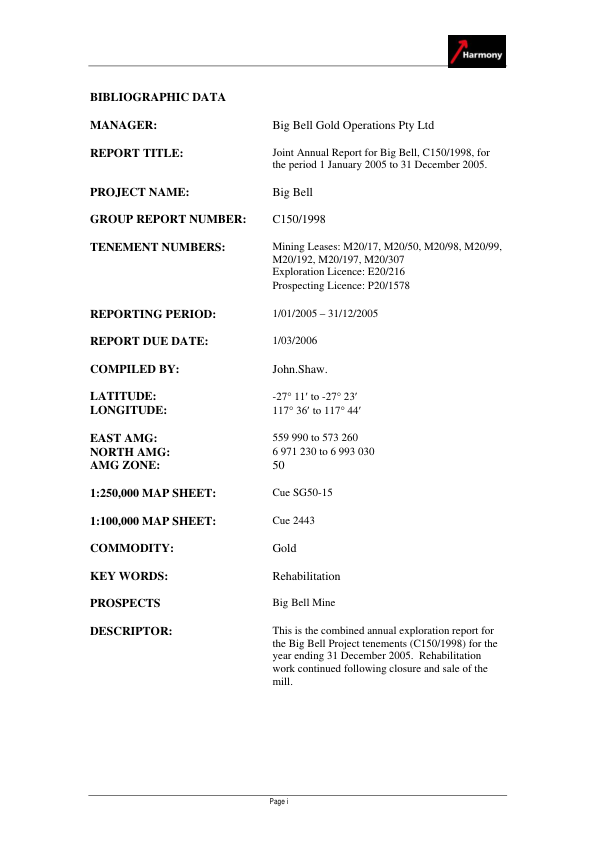 Harmony
BIBLIOGRAPHIC DATA
MANAGER: Big Bell Gold Operations Pty Ltd
REPORT TITLE: Joint Annual Report for Big Bell, C150/1998, for
the period 1 January 2005 to 31 December 2005.
PROJECT NAME: Big Bell
GROUP REPORT NUMBER: C150/1998
TENEMENT NUMBERS: Mining Leases: M20/17, M20/50, M20/98, M20/99,
M20/192, M20/197, M20/307
Exploration Licence: E20/216
Prospecting Licence: P20/1578
REPORTING PERIOD: 1/01/2005 – 31/12/2005
REPORT DUE DATE: 1/03/2006
COMPILED BY: John.Shaw.
LATITUDE: -27° 11′ to -27° 23′
LONGITUDE: 117° 36′ to 117° 44′
EAST AMG: 559 990 to 573 260
NORTH AMG: 6 971 230 to 6 993 030
AMG ZONE: 50
1:250,000 MAP SHEET: Cue SG50-15
1:100,000 MAP SHEET: Cue 2443
COMMODITY: Gold
KEY WORDS: Rehabilitation
PROSPECTS Big Bell Mine
DESCRIPTOR: This is the combined annual exploration report for
the Big Bell Project tenements (C150/1998) for the
year ending 31 December 2005.  Rehabilitation
work continued following closure and sale of the
mill.
Page i